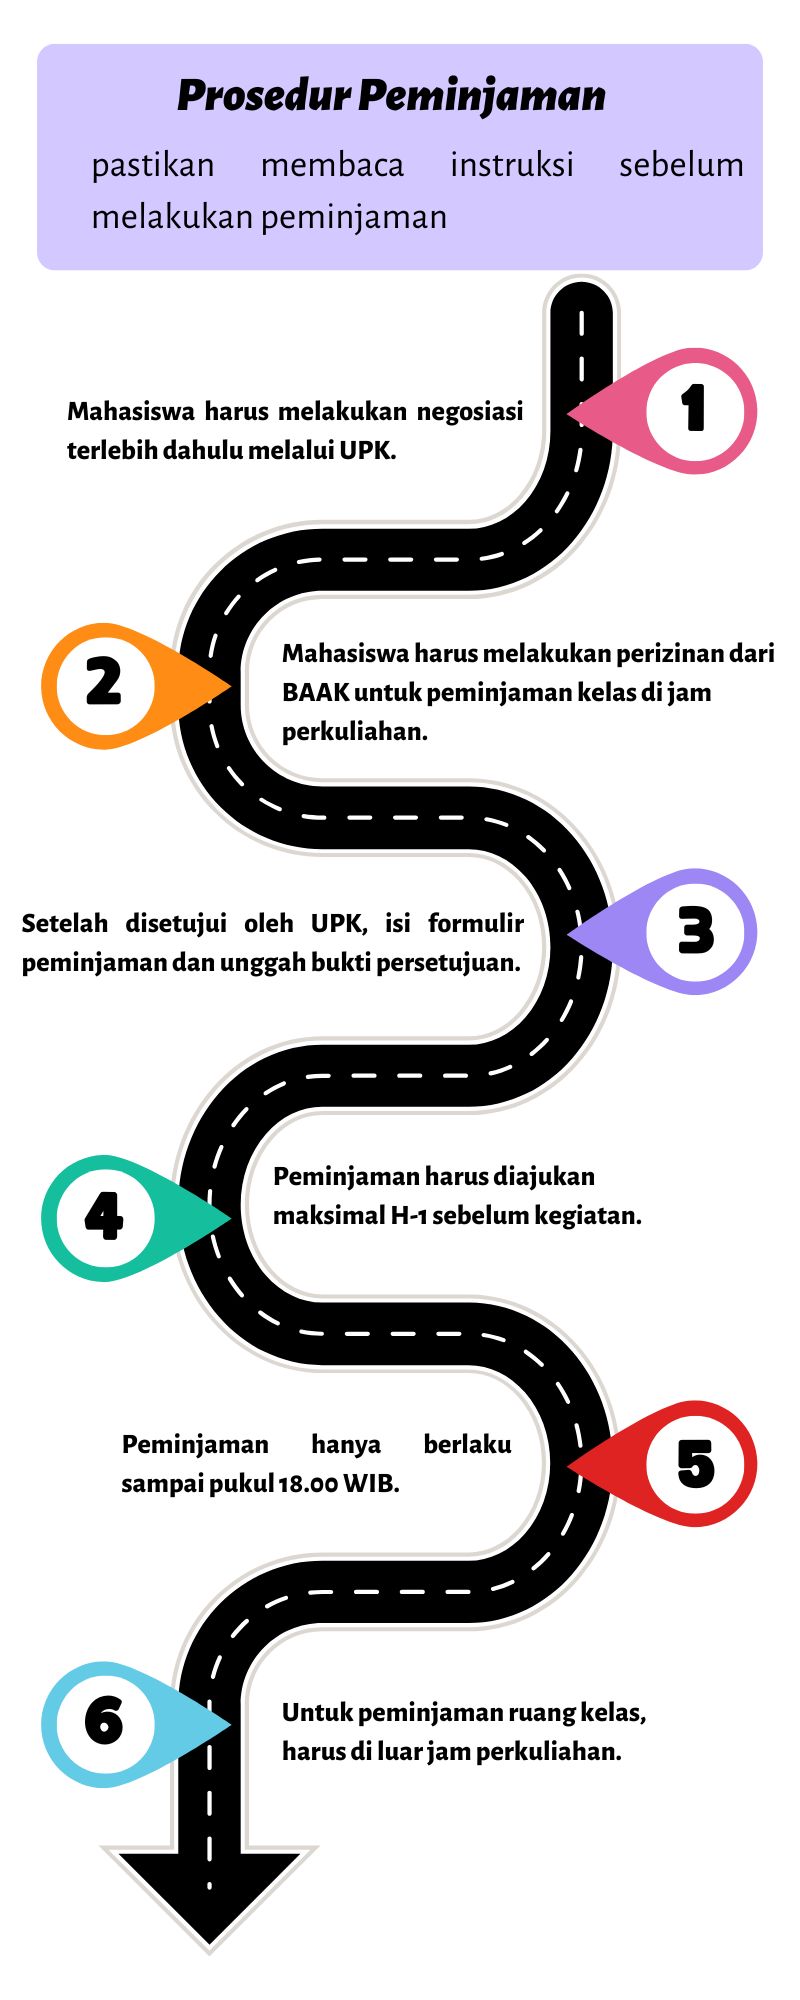 Prosedur Peminjaman
pastikan membaca instruksi sebelum
melakukan peminjaman
1
Mahasiswa harus melakukan negosiasi
terlebih dahulu melalui UPK.
2
Mahasiswa harus melakukan perizinan dari
BAAK untuk peminjaman kelas di jam
perkuliahan.
3
Setelah disetujui oleh UPK, isi formulir
peminjaman dan unggah bukti persetujuan.
4
Peminjaman harus diajukan
maksimal H-1 sebelum kegiatan.
5
Peminjaman hanya berlaku
sampai pukul 18.00 WIB.
6
Untuk peminjaman ruang kelas,
harus di luar jam perkuliahan.